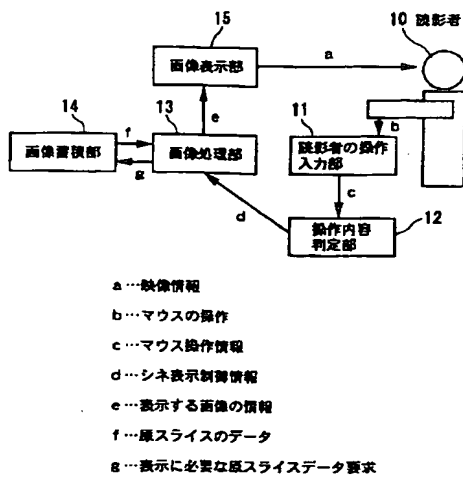 15
10 読影者
画像表示部
a
14
13
e
11
b
画像蓄積部
f
画像処理部
読影者の操作
入力部
g
c
d
12
操作内容
判定部
a…映像情報
b…マウスの操作
c…マウス操作情報
d…シネ表示制御情報
e…表示する画像の情報
f…原スライスのデータ
g…表示に必要な原スライスデータ要求